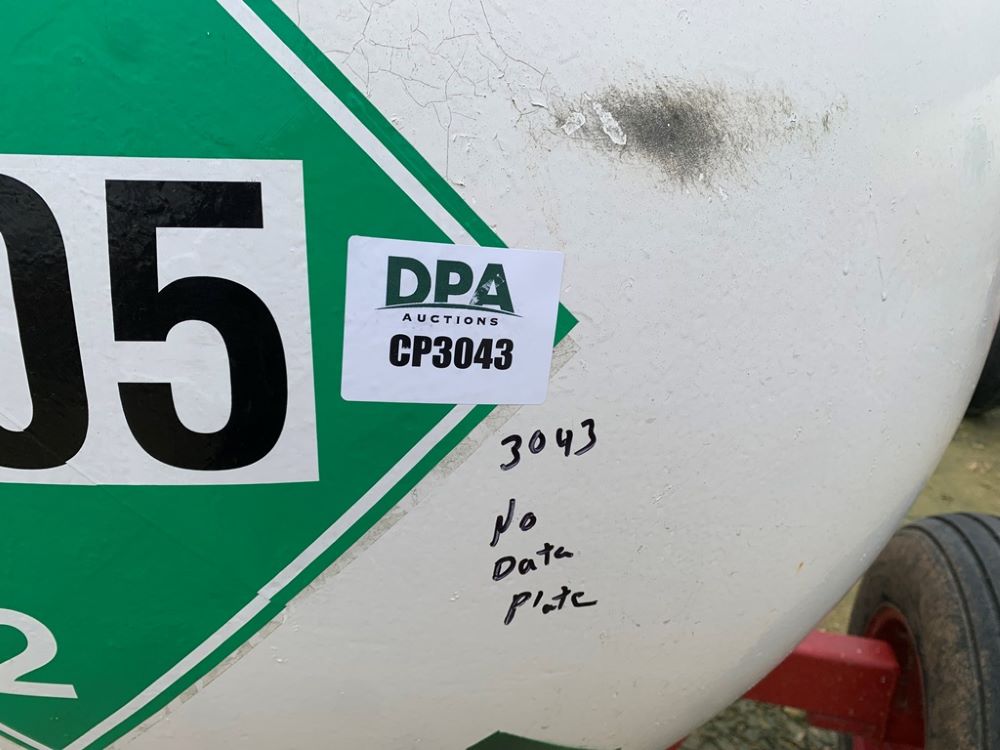 05
DPA
AUCTIONS
CP3043
3043
No
Data
Plate
2